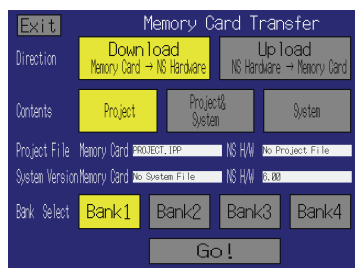 Exit Memory Card Transfer
Direction Download Upload
Memory Card → NS Hardware NS Hardware → Memory Card
Contents Project Project& System System
Project File Memory Card PROJECT.IPP NS H/W No Project File
System Version Memory Card No System File NS H/W 8.00
Bank Select Bank1 Bank2 Bank3 Bank4
Go!